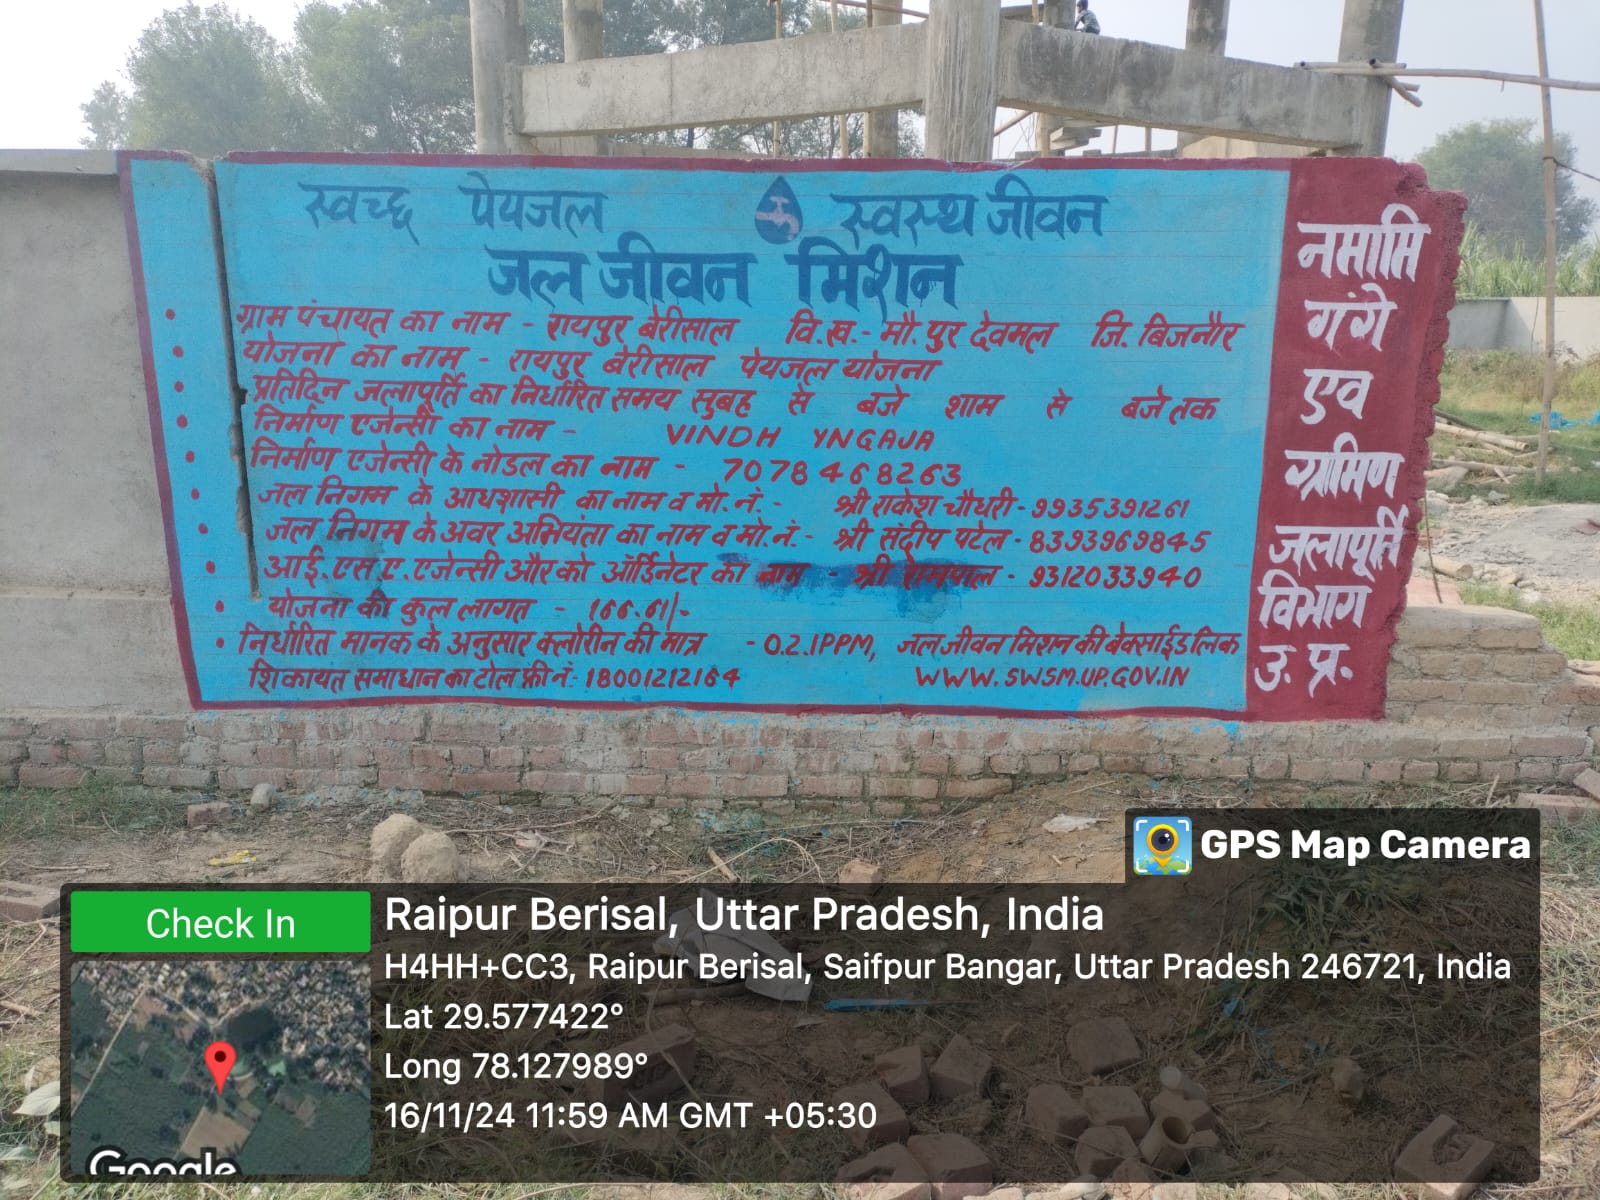 स्वच्छ पेयजल स्वस्थ जीवन
जल जीवन मिशन
• ग्राम पंचायत का नाम - रायपुर बेरीसाल वि.ख.- मौ.पुर देवमल जि. बिजनौर
• योजना का नाम - रायपुर बेरीसाल पेयजल योजना
• प्रतिदिन जलापूर्ति का निर्धारित समय सुबह से बजे शाम से बजे तक
• निर्माण एजेन्सी का नाम - VINDH YNGAJA
• निर्माण एजेन्सी के नोडल का नाम - 7078468263
• जल निगम के आधशासी का नाम व मो.नं.- श्री राकेश चौधरी - 9935391261
• जल निगम के अवर अभियंता का नाम व मो.नं.- श्री संदीप पटेल - 8393969845
• आई.एस.ए. एजेन्सी और को ऑर्डिनेटर का नाम - श्री रामपाल - 9312033940
• योजना की कुल लागत - 166.61/-
• निर्धारित मानक के अनुसार क्लोरीन की मात्र - 0.2.1PPM, जल जीवन मिशन की बेक्साईड लिक
शिकायत समाधान का टोल फ्री नं:- 18001212164 WWW.SWSM.UP.GOV.IN
नमामि
गंगे
एव
ग्रामिण
जलापूर्ति
विभाग
उ. प्र.
GPS Map Camera
Check In
Raipur Berisal, Uttar Pradesh, India
H4HH+CC3, Raipur Berisal, Saifpur Bangar, Uttar Pradesh 246721, India
Lat 29.577422°
Long 78.127989°
16/11/24 11:59 AM GMT +05:30
Google